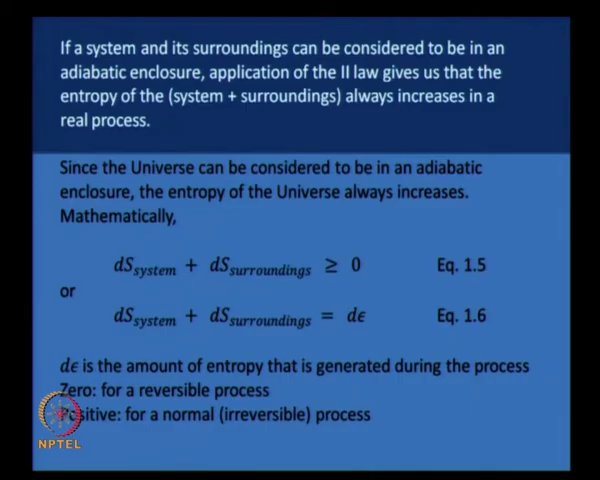 If a system and its surroundings can be considered to be in an
adiabatic enclosure, application of the II law gives us that the
entropy of the (system + surroundings) always increases in a
real process.
Since the Universe can be considered to be in an adiabatic
enclosure, the entropy of the Universe always increases.
Mathematically,
dS_system + dS_surroundings ≥ 0 Eq. 1.5
or
dS_system + dS_surroundings = dϵ Eq. 1.6
dϵ is the amount of entropy that is generated during the process
Zero: for a reversible process
Positive: for a normal (irreversible) process
NPTEL